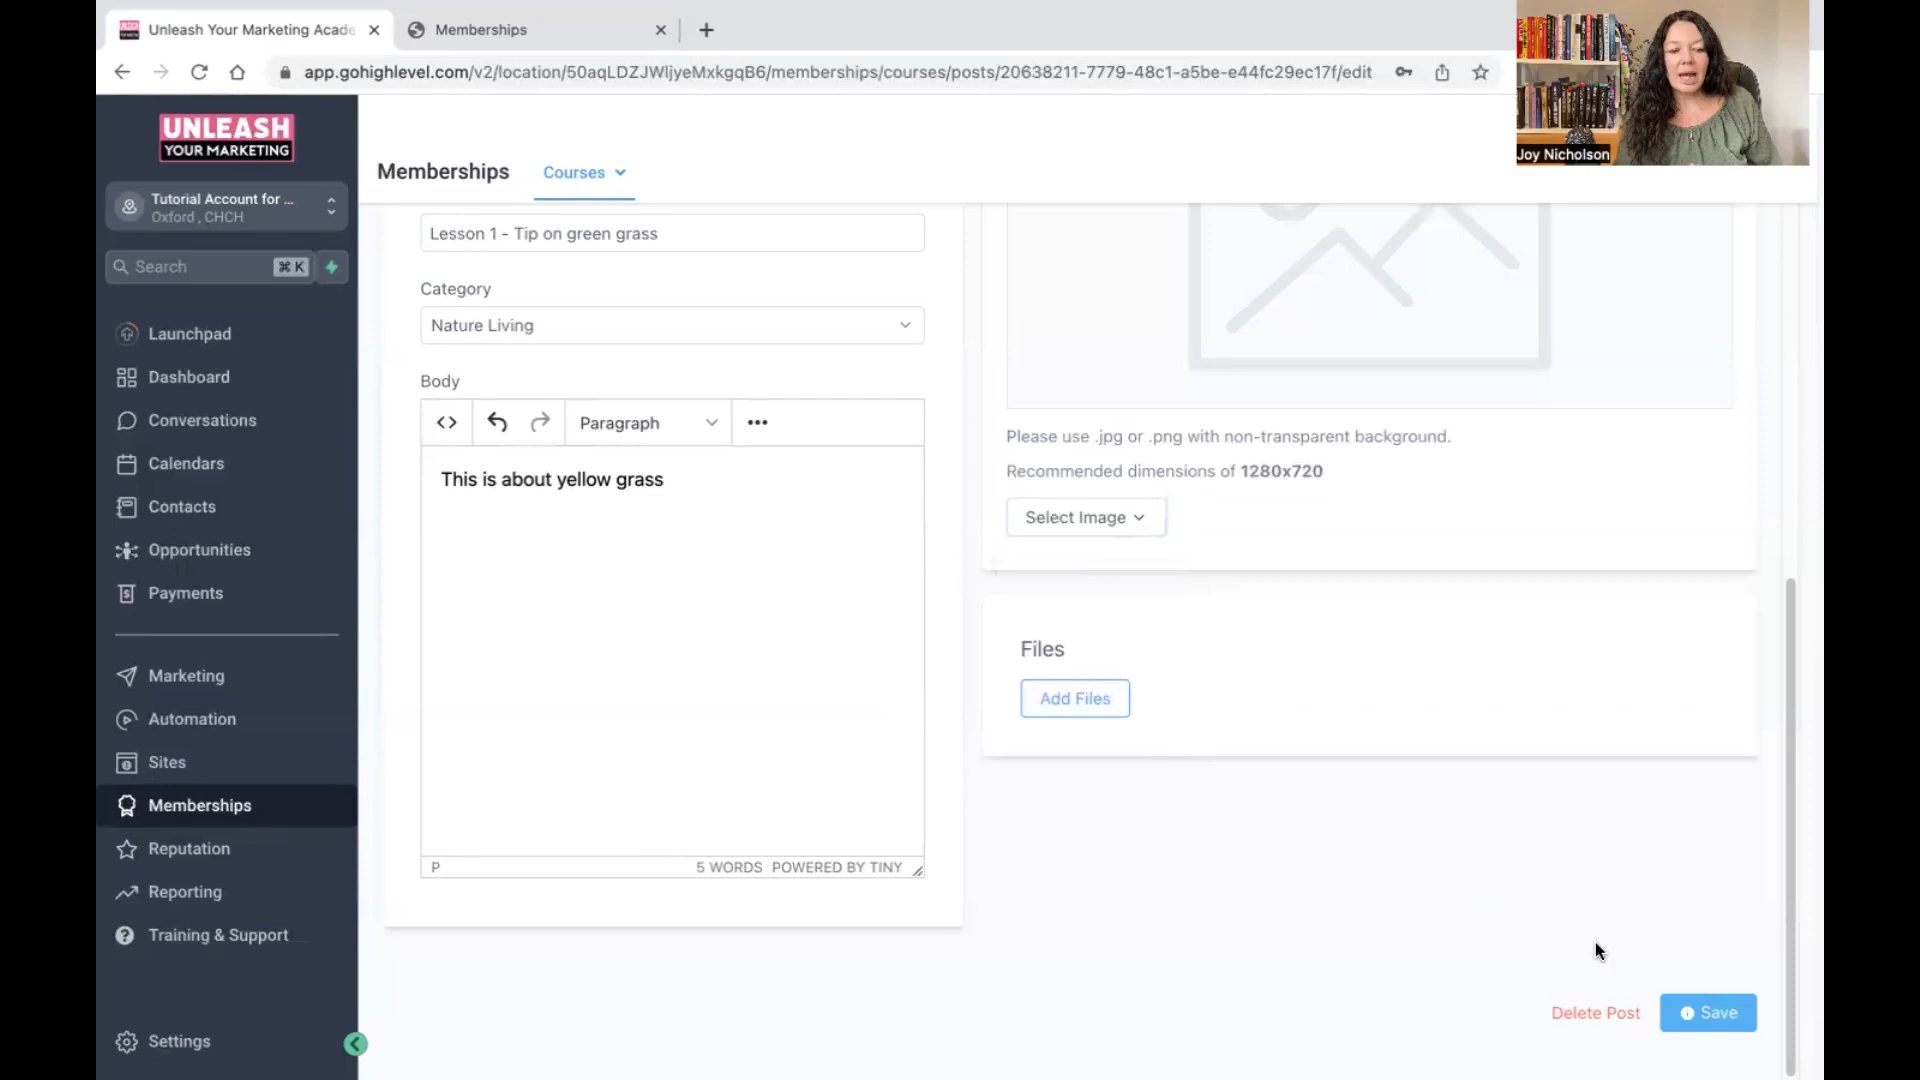 Unleash Your Marketing Acade
Memberships
app.gohighlevel.com/v2/location/50aqLDZJWljyeMxkgqB6/memberships/courses/posts/20638211-7779-48c1-a5be-e44fc29ec17f/edit
Joy Nicholson
UNLEASH
YOUR MARKETING
Tutorial Account for ...
Oxford , CHCH
Search
⌘ K
Launchpad
Dashboard
Conversations
Calendars
Contacts
Opportunities
Payments
Marketing
Automation
Sites
Memberships
Reputation
Reporting
Training & Support
Settings
Memberships
Courses
Lesson 1 - Tip on green grass
Category
Nature Living
Body
Paragraph
This is about yellow grass
P
5 WORDS POWERED BY TINY
Please use .jpg or .png with non-transparent background.
Recommended dimensions of 1280x720
Select Image
Files
Add Files
Delete Post
Save